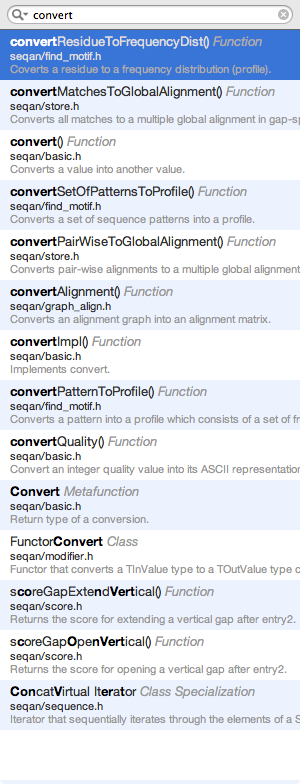 convert
convertResidueToFrequencyDist() Function
seqan/find_motif.h
Coverts a residue to a frequency distribution (profile).
convertMatchesToGlobalAlignment() Function
seqan/store.h
Converts all matches to a multiple global alignment in gap-sp
convert() Function
seqan/basic.h
Converts a value into another value.
convertSetOfPatternsToProfile() Function
seqan/find_motif.h
Converts a set of sequence patterns into a profile.
convertPairWiseToGlobalAlignment() Function
seqan/store.h
Converts pair-wise alignments to a multiple global alignment
convertAlignment() Function
seqan/graph_align.h
Converts an alignment graph into an alignment matrix.
convertImpl() Function
seqan/basic.h
Implements convert.
convertPatternToProfile() Function
seqan/find_motif.h
Converts a pattern into a profile which consists of a set of fr
convertQuality() Function
seqan/basic.h
Convert an integer quality value into its ASCII representation
Convert Metafunction
seqan/basic.h
Return type of a conversion.
FunctorConvert Class
seqan/modifier.h
Functor that converts a TInValue type to a TOutValue type c
scoreGapExtendVertical() Function
seqan/score.h
Returns the score for extending a vertical gap after entry2.
scoreGapOpenVertical() Function
seqan/score.h
Returns the score for opening a vertical gap after entry2.
ConcatVirtual Iterator Class Specialization
seqan/sequence.h
Iterator that sequentially iterates through the elements of a S